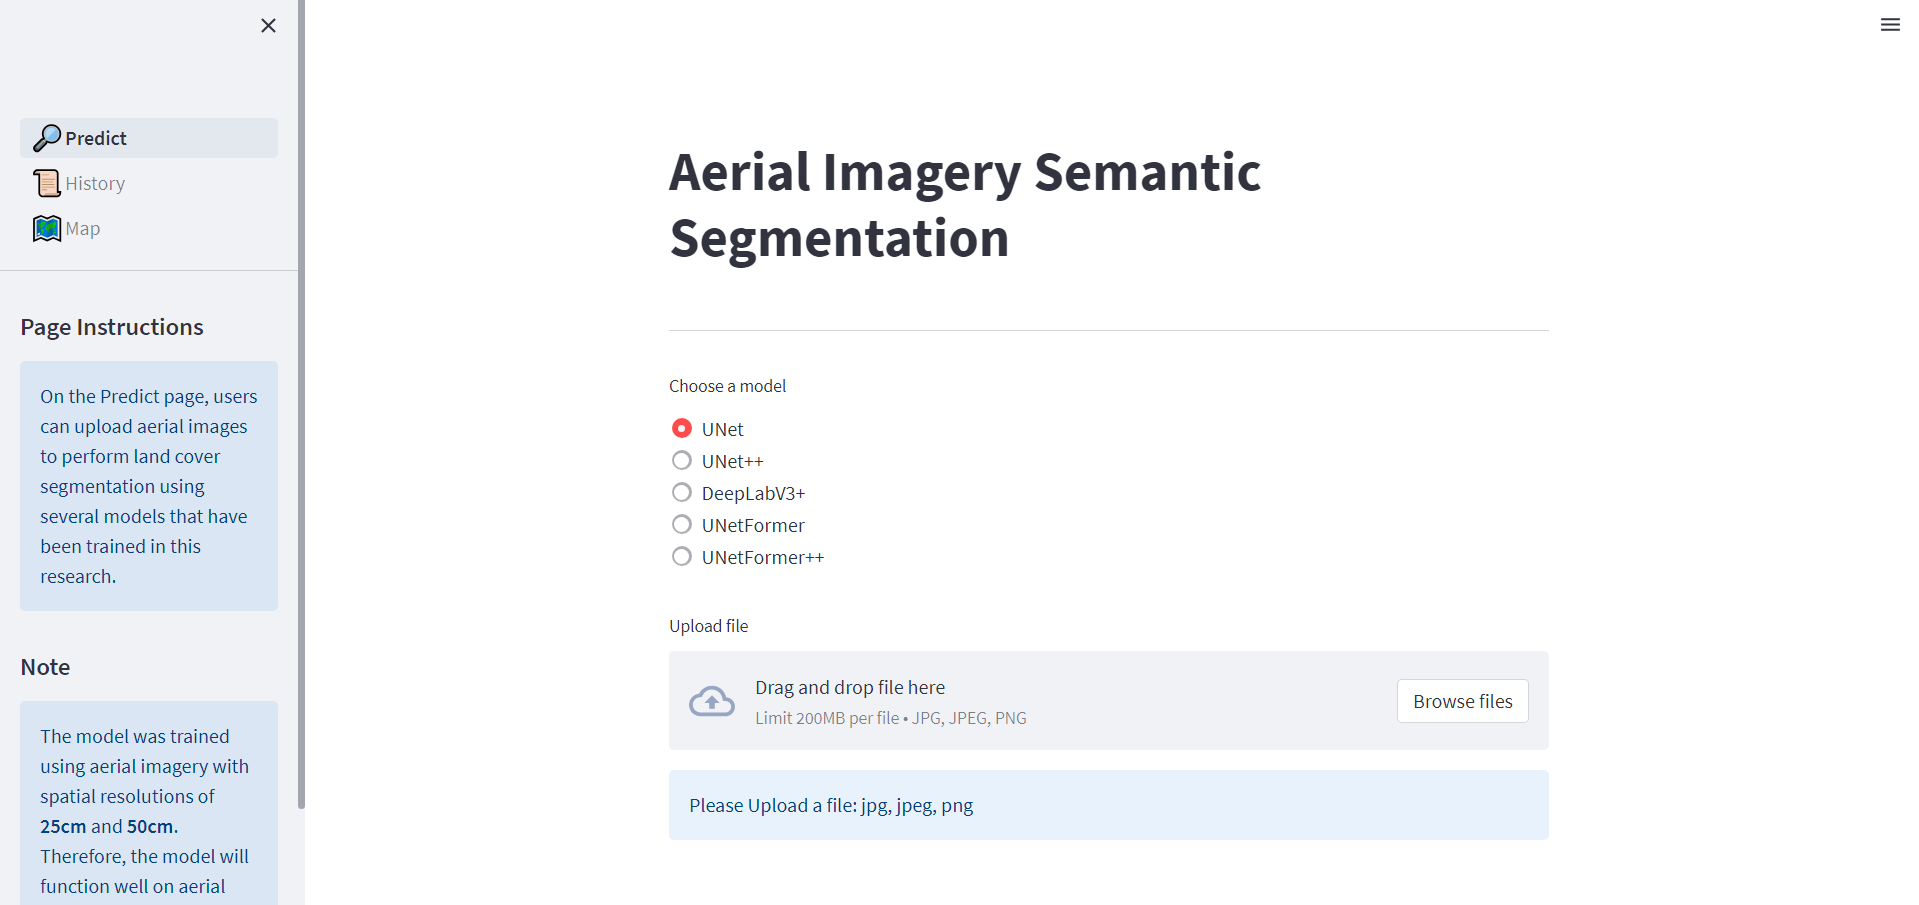 Predict
History
Map
Page Instructions
On the Predict page, users
can upload aerial images
to perform land cover
segmentation using
several models that have
been trained in this
research.
Note
The model was trained
using aerial imagery with
spatial resolutions of
25cm and 50cm.
Therefore, the model will
function well on aerial
Aerial Imagery Semantic
Segmentation
Choose a model
UNet
UNet++
DeepLabV3+
UNetFormer
UNetFormer++
Upload file
Drag and drop file here
Limit 200MB per file • JPG, JPEG, PNG
Browse files
Please Upload a file: jpg, jpeg, png